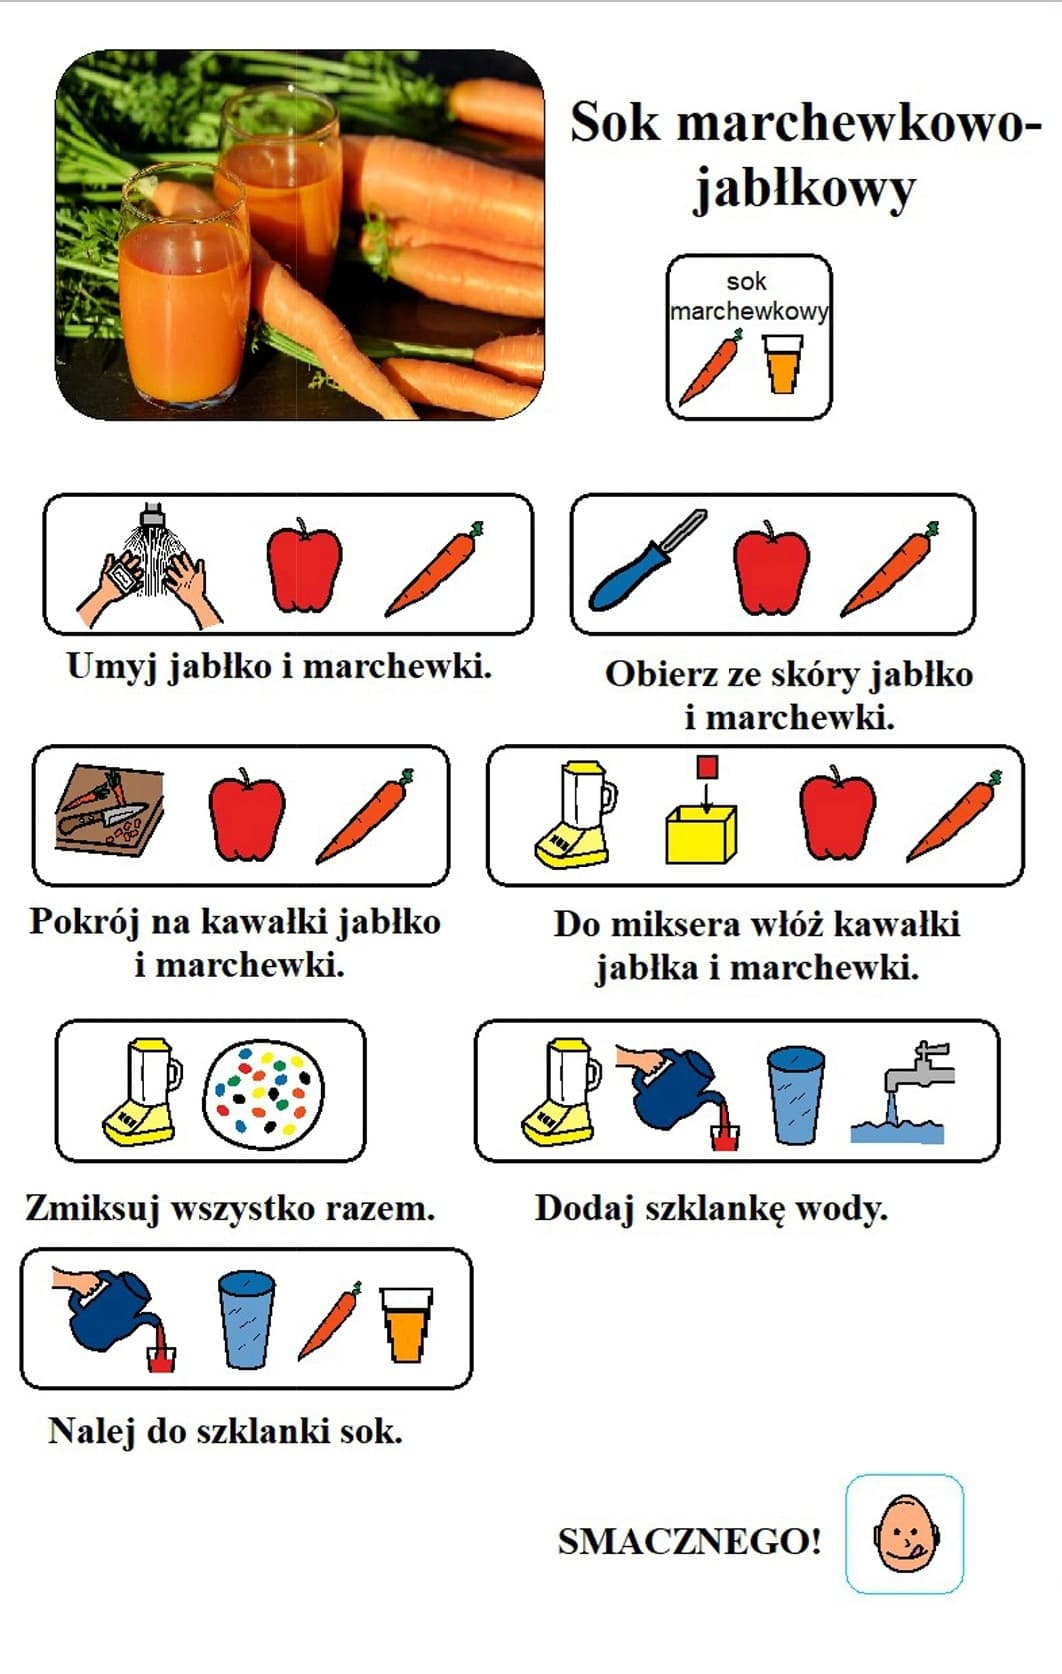 Sok marchewkowo-
jabłkowy
sok
marchewkowy
Umyj jabłko i marchewki.
Obierz ze skóry jabłko
i marchewki.
Pokrój na kawałki jabłko
i marchewki.
Do miksera włóż kawałki
jabłka i marchewki.
Zmiksuj wszystko razem.
Dodaj szklankę wody.
Nalej do szklanki sok.
SMACZNEGO!